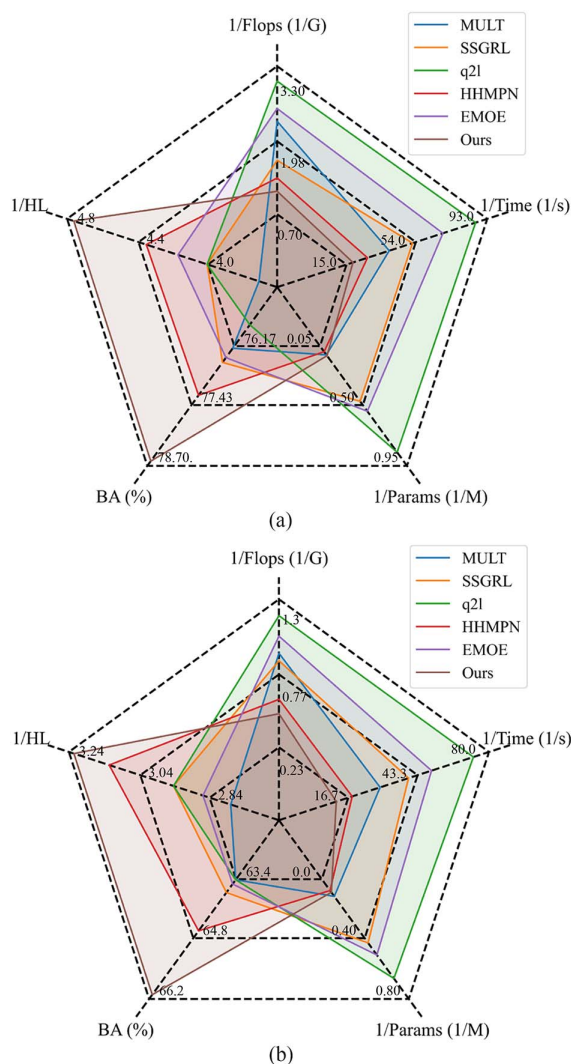 1/Flops (1/G)
MULT
SSGRL
q2l
HHMPN
EMOE
Ours
3.30
1.98
0.70
1/HL
4.8
4.4
4.0
1/Time (1/s)
93.0
54.0
15.0
76.17
0.05
77.43
0.50
78.70.
0.95
BA (%)
1/Params (1/M)
(a)
1/Flops (1/G)
MULT
SSGRL
q2l
HHMPN
EMOE
Ours
1.3
0.77
0.23
1/HL
3.24
3.04
2.84
1/Time (1/s)
80.0
43.3
16.7
63.4
0.0
64.8
0.40
66.2
0.80
BA (%)
1/Params (1/M)
(b)